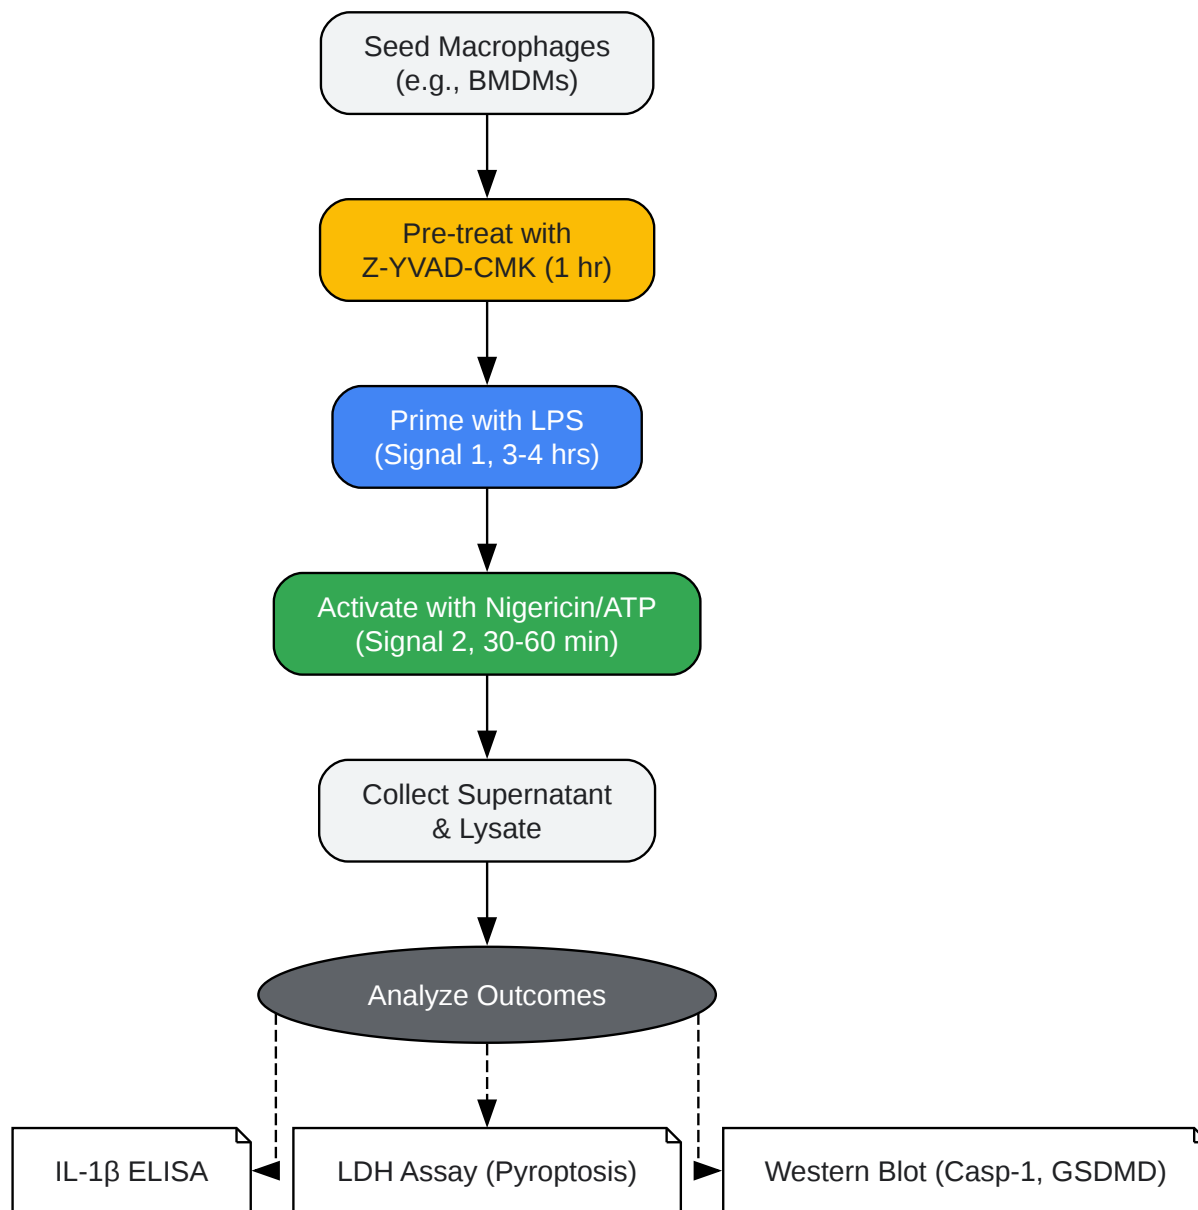 Seed Macrophages
(e.g., BMDMs)
Pre-treat with
Z-YVAD-CMK (1 hr)
Prime with LPS
(Signal 1, 3-4 hrs)
Activate with Nigericin/ATP
(Signal 2, 30-60 min)
Collect Supernatant
& Lysate
Analyze Outcomes
IL-1β ELISA
LDH Assay (Pyroptosis)
Western Blot (Casp-1, GSDMD)